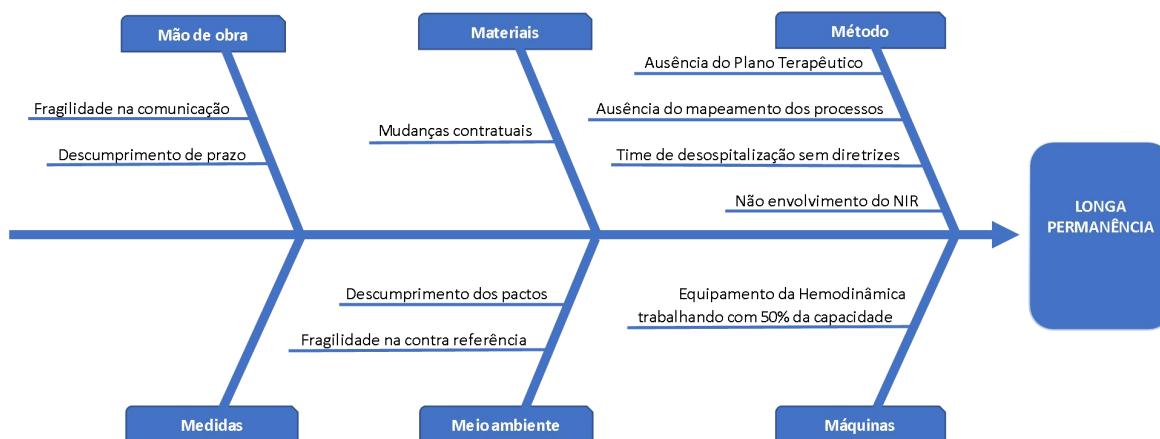 Mão de obra
Materiais
Método
Ausência do Plano Terapêutico
Fragilidade na comunicação
Ausência do mapeamento dos processos
Mudanças contratuais
Descumprimento de prazo
Time de desospitalização sem diretrizes
Não envolvimento do NIR
LONGA
PERMANÊNCIA
Descumprimento dos pactos
Equipamento da Hemodinâmica
trabalhando com 50% da capacidade
Fragilidade na contra referência
Medidas
Meio ambiente
Máquinas